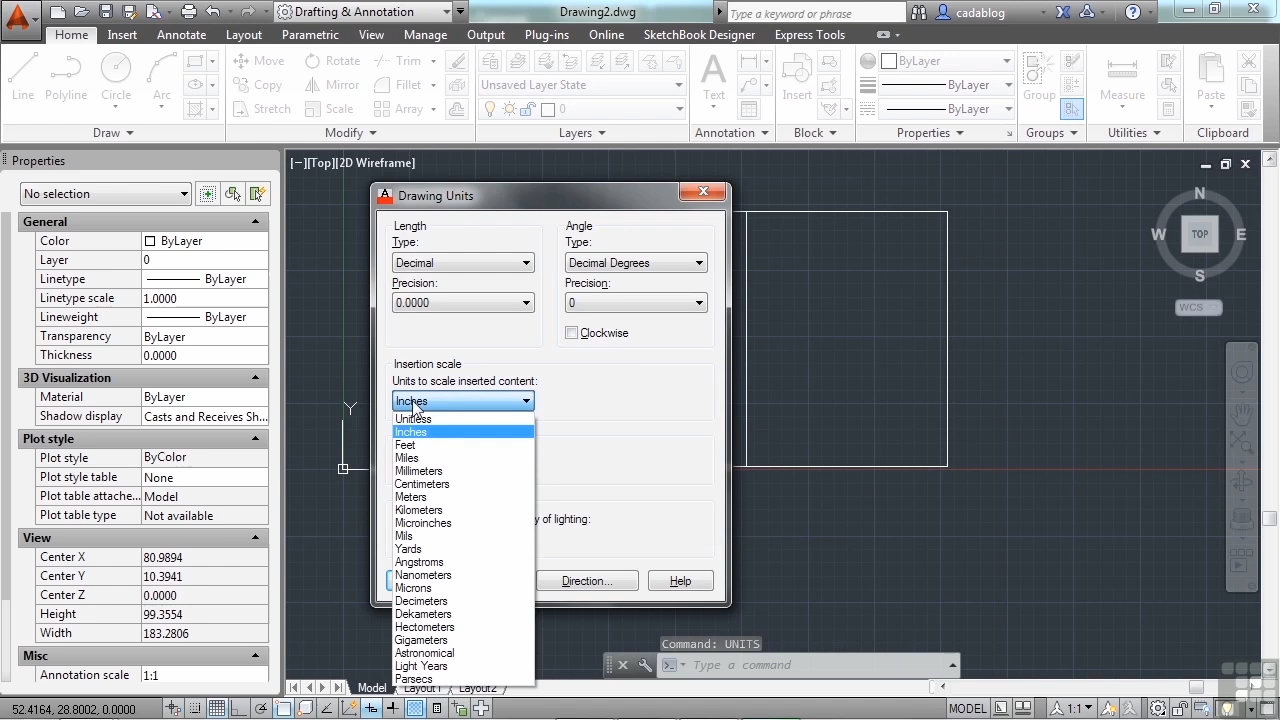 Drafting & Annotation
Drawing2.dwg
Type a keyword or phrase
cadablog
Home Insert Annotate Layout Parametric View Manage Output Plug-ins Online SketchBook Designer Express Tools
Line Polyline Circle Arc
Move Rotate Trim
Copy Mirror Fillet
Stretch Scale Array
Unsaved Layer State
0
Text
Insert
ByLayer
ByLayer
ByLayer
Group
Measure
Paste
Draw Modify Layers Annotation Block Properties Groups Utilities Clipboard
Properties
No selection
General
Color ByLayer
Layer 0
Linetype ByLayer
Linetype scale 1.0000
Lineweight ByLayer
Transparency ByLayer
Thickness 0.0000
3D Visualization
Material ByLayer
Shadow display Casts and Receives Sh...
Plot style
Plot style ByColor
Plot style table None
Plot table attache... Model
Plot table type Not available
View
Center X 80.9894
Center Y 10.3941
Center Z 0.0000
Height 99.3554
Width 183.2806
Misc
Annotation scale 1:1
[−][Top][2D Wireframe]
Drawing Units
Length
Type:
Decimal
Precision:
0.0000
Angle
Type:
Decimal Degrees
Precision:
0
Clockwise
Insertion scale
Units to scale inserted content:
Inches
Unitless
Inches
Feet
Miles
Millimeters
Centimeters
Meters
Kilometers
Microinches
Mils
Yards
Angstroms
Nanometers
Microns
Decimeters
Dekameters
Hectometers
Gigameters
Astronomical
Light Years
Parsecs
y of lighting:
Direction... Help
Y
N
W TOP E
S
WCS
Command: UNITS
Type a command
Model Layout1 Layout2
52.4164, 28.8002, 0.0000
MODEL
1:1